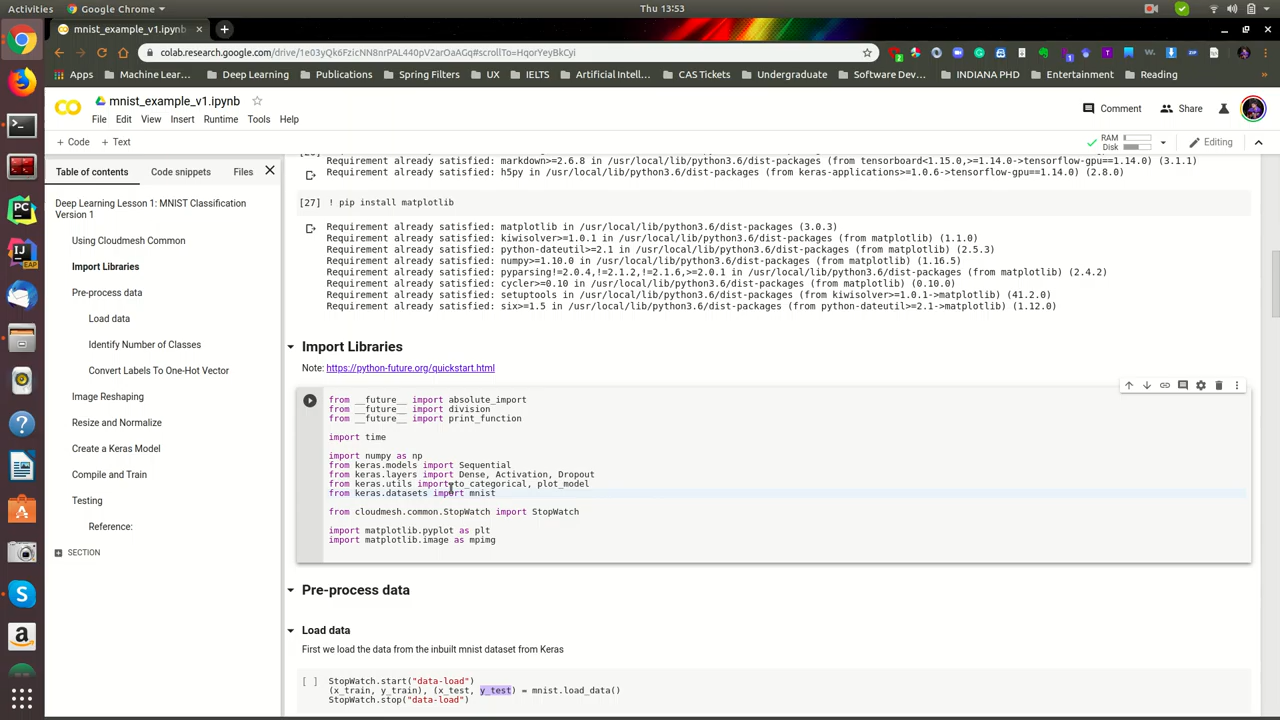 Activities
Google Chrome
Thu 13:53
mnist_example_v1.ipynb
colab.research.google.com/drive/1e03yQk6FzicNN8nrPAL440pV2arOaAGq#scrollTo=HqorYeyBkCyi
Apps
Machine Lear...
Deep Learning
Publications
Spring Filters
UX
IELTS
Artificial Intell...
CAS Tickets
Undergraduate
Software Dev...
INDIANA PHD
Entertainment
Reading
mnist_example_v1.ipynb
Comment
Share
File Edit View Insert Runtime Tools Help
+ Code + Text
RAM
Disk
Editing
Table of contents
Code snippets
Files
Deep Learning Lesson 1: MNIST Classification
Version 1
Using Cloudmesh Common
Import Libraries
Pre-process data
Load data
Identify Number of Classes
Convert Labels To One-Hot Vector
Image Reshaping
Resize and Normalize
Create a Keras Model
Compile and Train
Testing
Reference:
SECTION
Requirement already satisfied: markdown>=2.6.8 in /usr/local/lib/python3.6/dist-packages (from tensorboard<1.15.0,>=1.14.0->tensorflow-gpu==1.14.0) (3.1.1)
Requirement already satisfied: h5py in /usr/local/lib/python3.6/dist-packages (from keras-applications>=1.0.6->tensorflow-gpu==1.14.0) (2.8.0)
[27] ! pip install matplotlib
Requirement already satisfied: matplotlib in /usr/local/lib/python3.6/dist-packages (3.0.3)
Requirement already satisfied: kiwisolver>=1.0.1 in /usr/local/lib/python3.6/dist-packages (from matplotlib) (1.1.0)
Requirement already satisfied: python-dateutil>=2.1 in /usr/local/lib/python3.6/dist-packages (from matplotlib) (2.5.3)
Requirement already satisfied: numpy>=1.10.0 in /usr/local/lib/python3.6/dist-packages (from matplotlib) (1.16.5)
Requirement already satisfied: pyparsing!=2.0.4,!=2.1.2,!=2.1.6,>=2.0.1 in /usr/local/lib/python3.6/dist-packages (from matplotlib) (2.4.2)
Requirement already satisfied: cycler>=0.10 in /usr/local/lib/python3.6/dist-packages (from matplotlib) (0.10.0)
Requirement already satisfied: setuptools in /usr/local/lib/python3.6/dist-packages (from kiwisolver>=1.0.1->matplotlib) (41.2.0)
Requirement already satisfied: six>=1.5 in /usr/local/lib/python3.6/dist-packages (from python-dateutil>=2.1->matplotlib) (1.12.0)
Import Libraries
Note: https://python-future.org/quickstart.html
from __future__ import absolute_import
from __future__ import division
from __future__ import print_function
import time
import numpy as np
from keras.models import Sequential
from keras.layers import Dense, Activation, Dropout
from keras.utils import to_categorical, plot_model
from keras.datasets import mnist
from cloudmesh.common.StopWatch import StopWatch
import matplotlib.pyplot as plt
import matplotlib.image as mpimg
Pre-process data
Load data
First we load the data from the inbuilt mnist dataset from Keras
[ ] StopWatch.start("data-load")
(x_train, y_train), (x_test, y_test) = mnist.load_data()
StopWatch.stop("data-load")